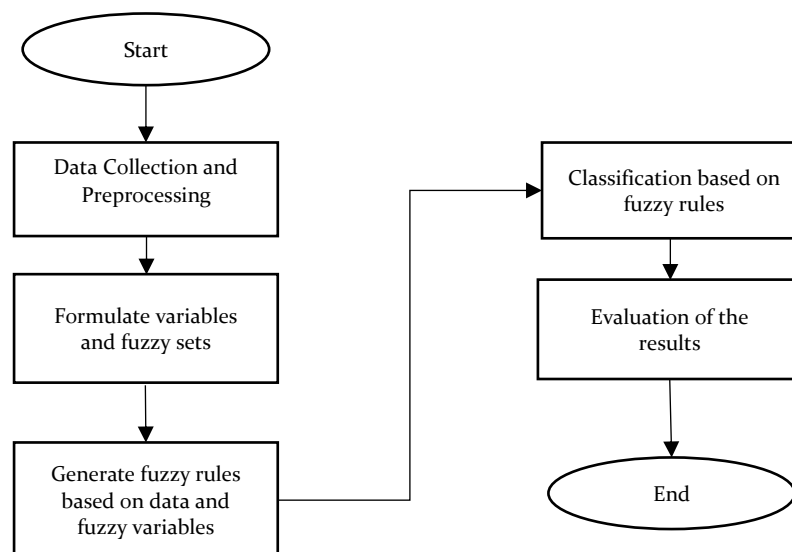 Start
Data Collection and
Preprocessing
Formulate variables
and fuzzy sets
Generate fuzzy rules
based on data and
fuzzy variables
Classification based on
fuzzy rules
Evaluation of the
results
End